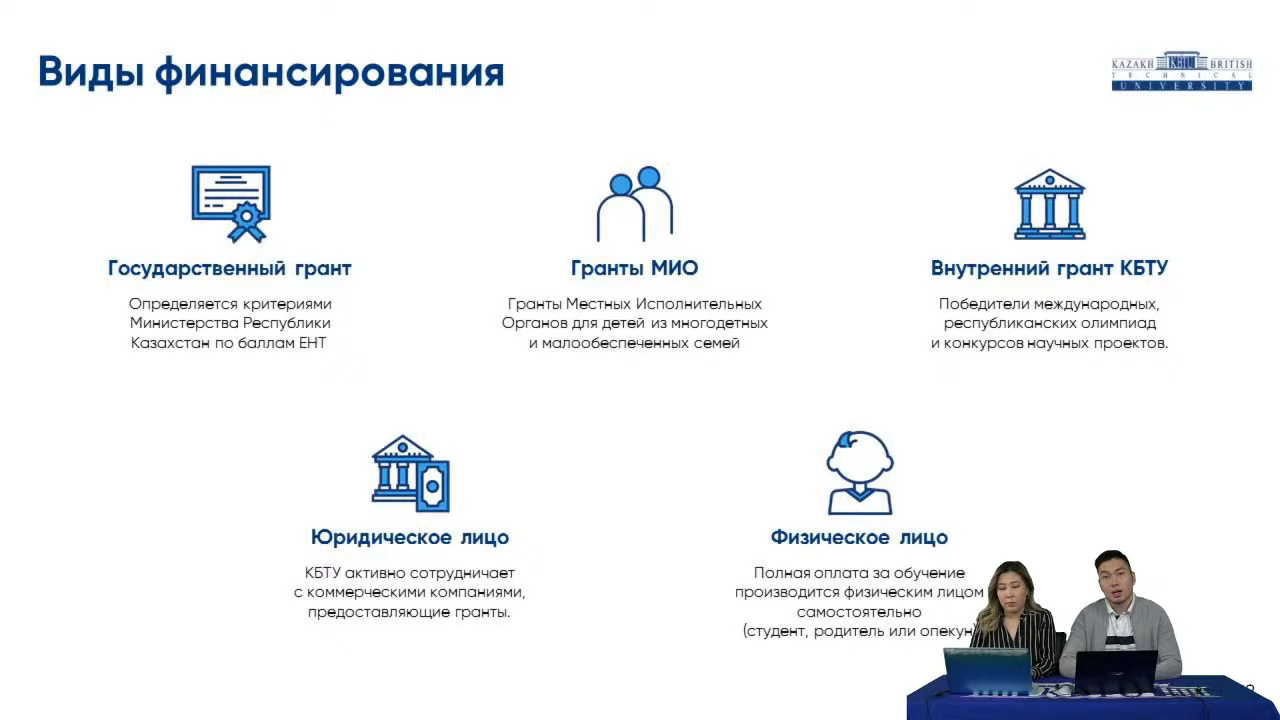 Виды финансирования
KAZAKH КБТУ BRITISH
TECHNICAL
UNIVERSITY
Государственный грант
Определяется критериями
Министерства Республики
Казахстан по баллам ЕНТ
Гранты МИО
Гранты Местных Исполнительных
Органов для детей из многодетных
и малообеспеченных семей
Внутренний грант КБТУ
Победители международных,
республиканских олимпиад
и конкурсов научных проектов.
Юридическое лицо
КБТУ активно сотрудничает
с коммерческими компаниями,
предоставляющие гранты.
Физическое лицо
Полная оплата за обучение
производится физическим лицом
самостоятельно
(студент, родитель или опекун)